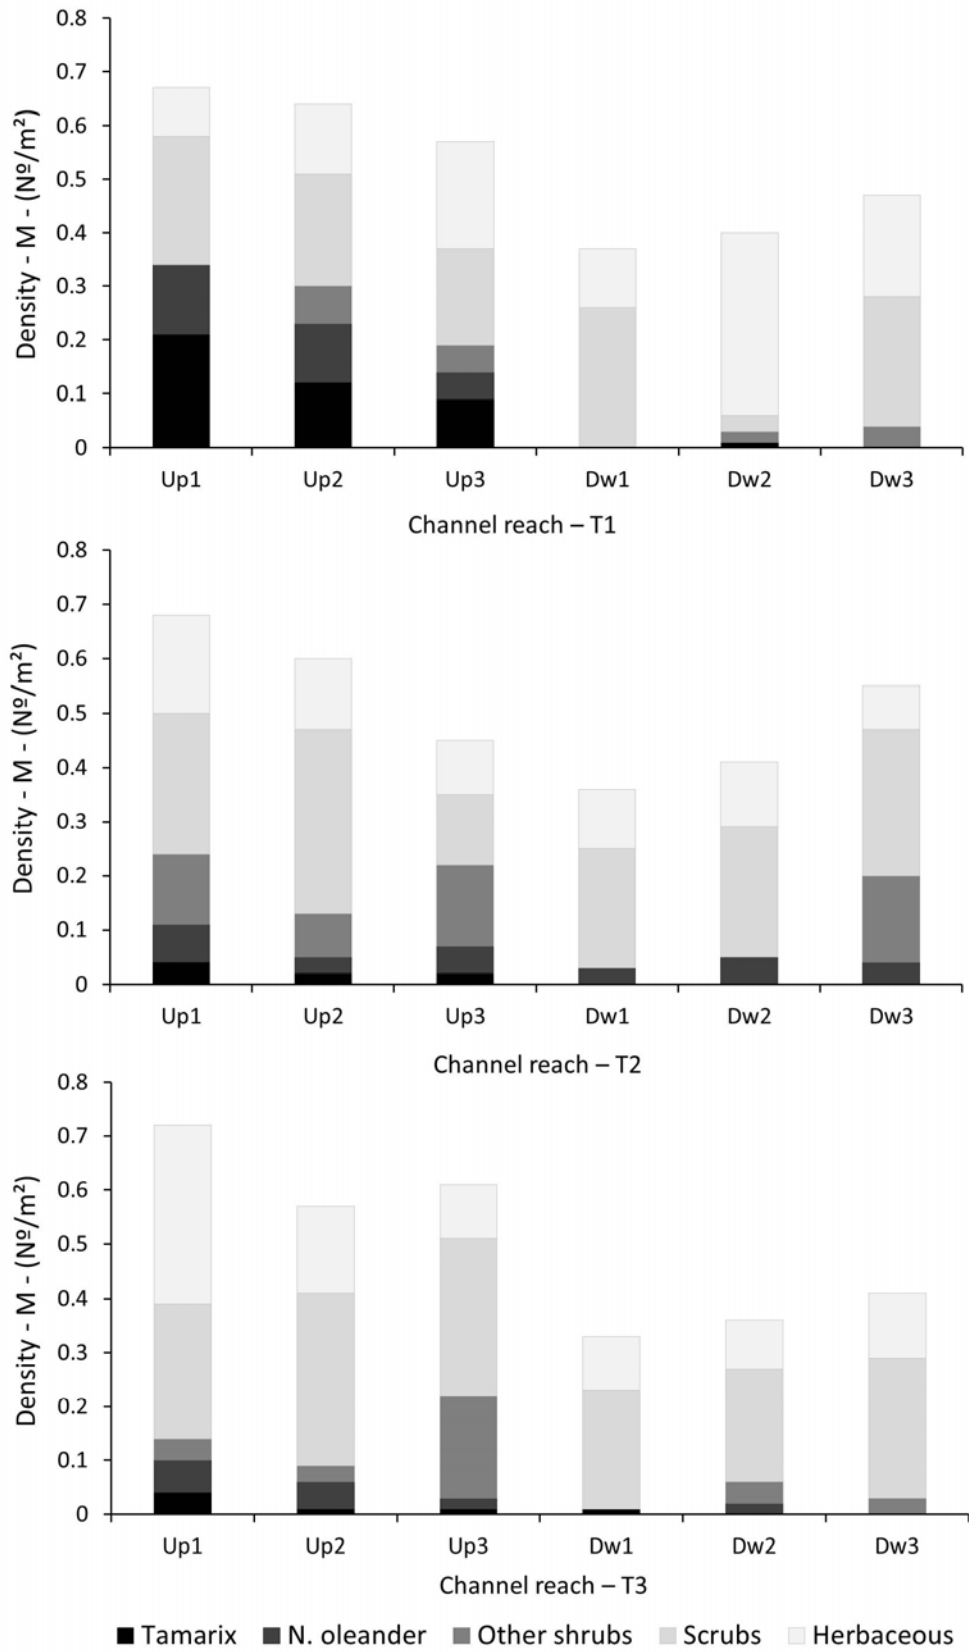 0.8
0.7
0.6
0.5
0.4
0.3
0.2
0.1
0
Density - M - (Nº/m²)
Up1 Up2 Up3 Dw1 Dw2 Dw3
Channel reach – T1
0.8
0.7
0.6
0.5
0.4
0.3
0.2
0.1
0
Density - M - (Nº/m²)
Up1 Up2 Up3 Dw1 Dw2 Dw3
Channel reach – T2
0.8
0.7
0.6
0.5
0.4
0.3
0.2
0.1
0
Density - M - (Nº/m²)
Up1 Up2 Up3 Dw1 Dw2 Dw3
Channel reach – T3
Tamarix N. oleander Other shrubs Scrubs Herbaceous